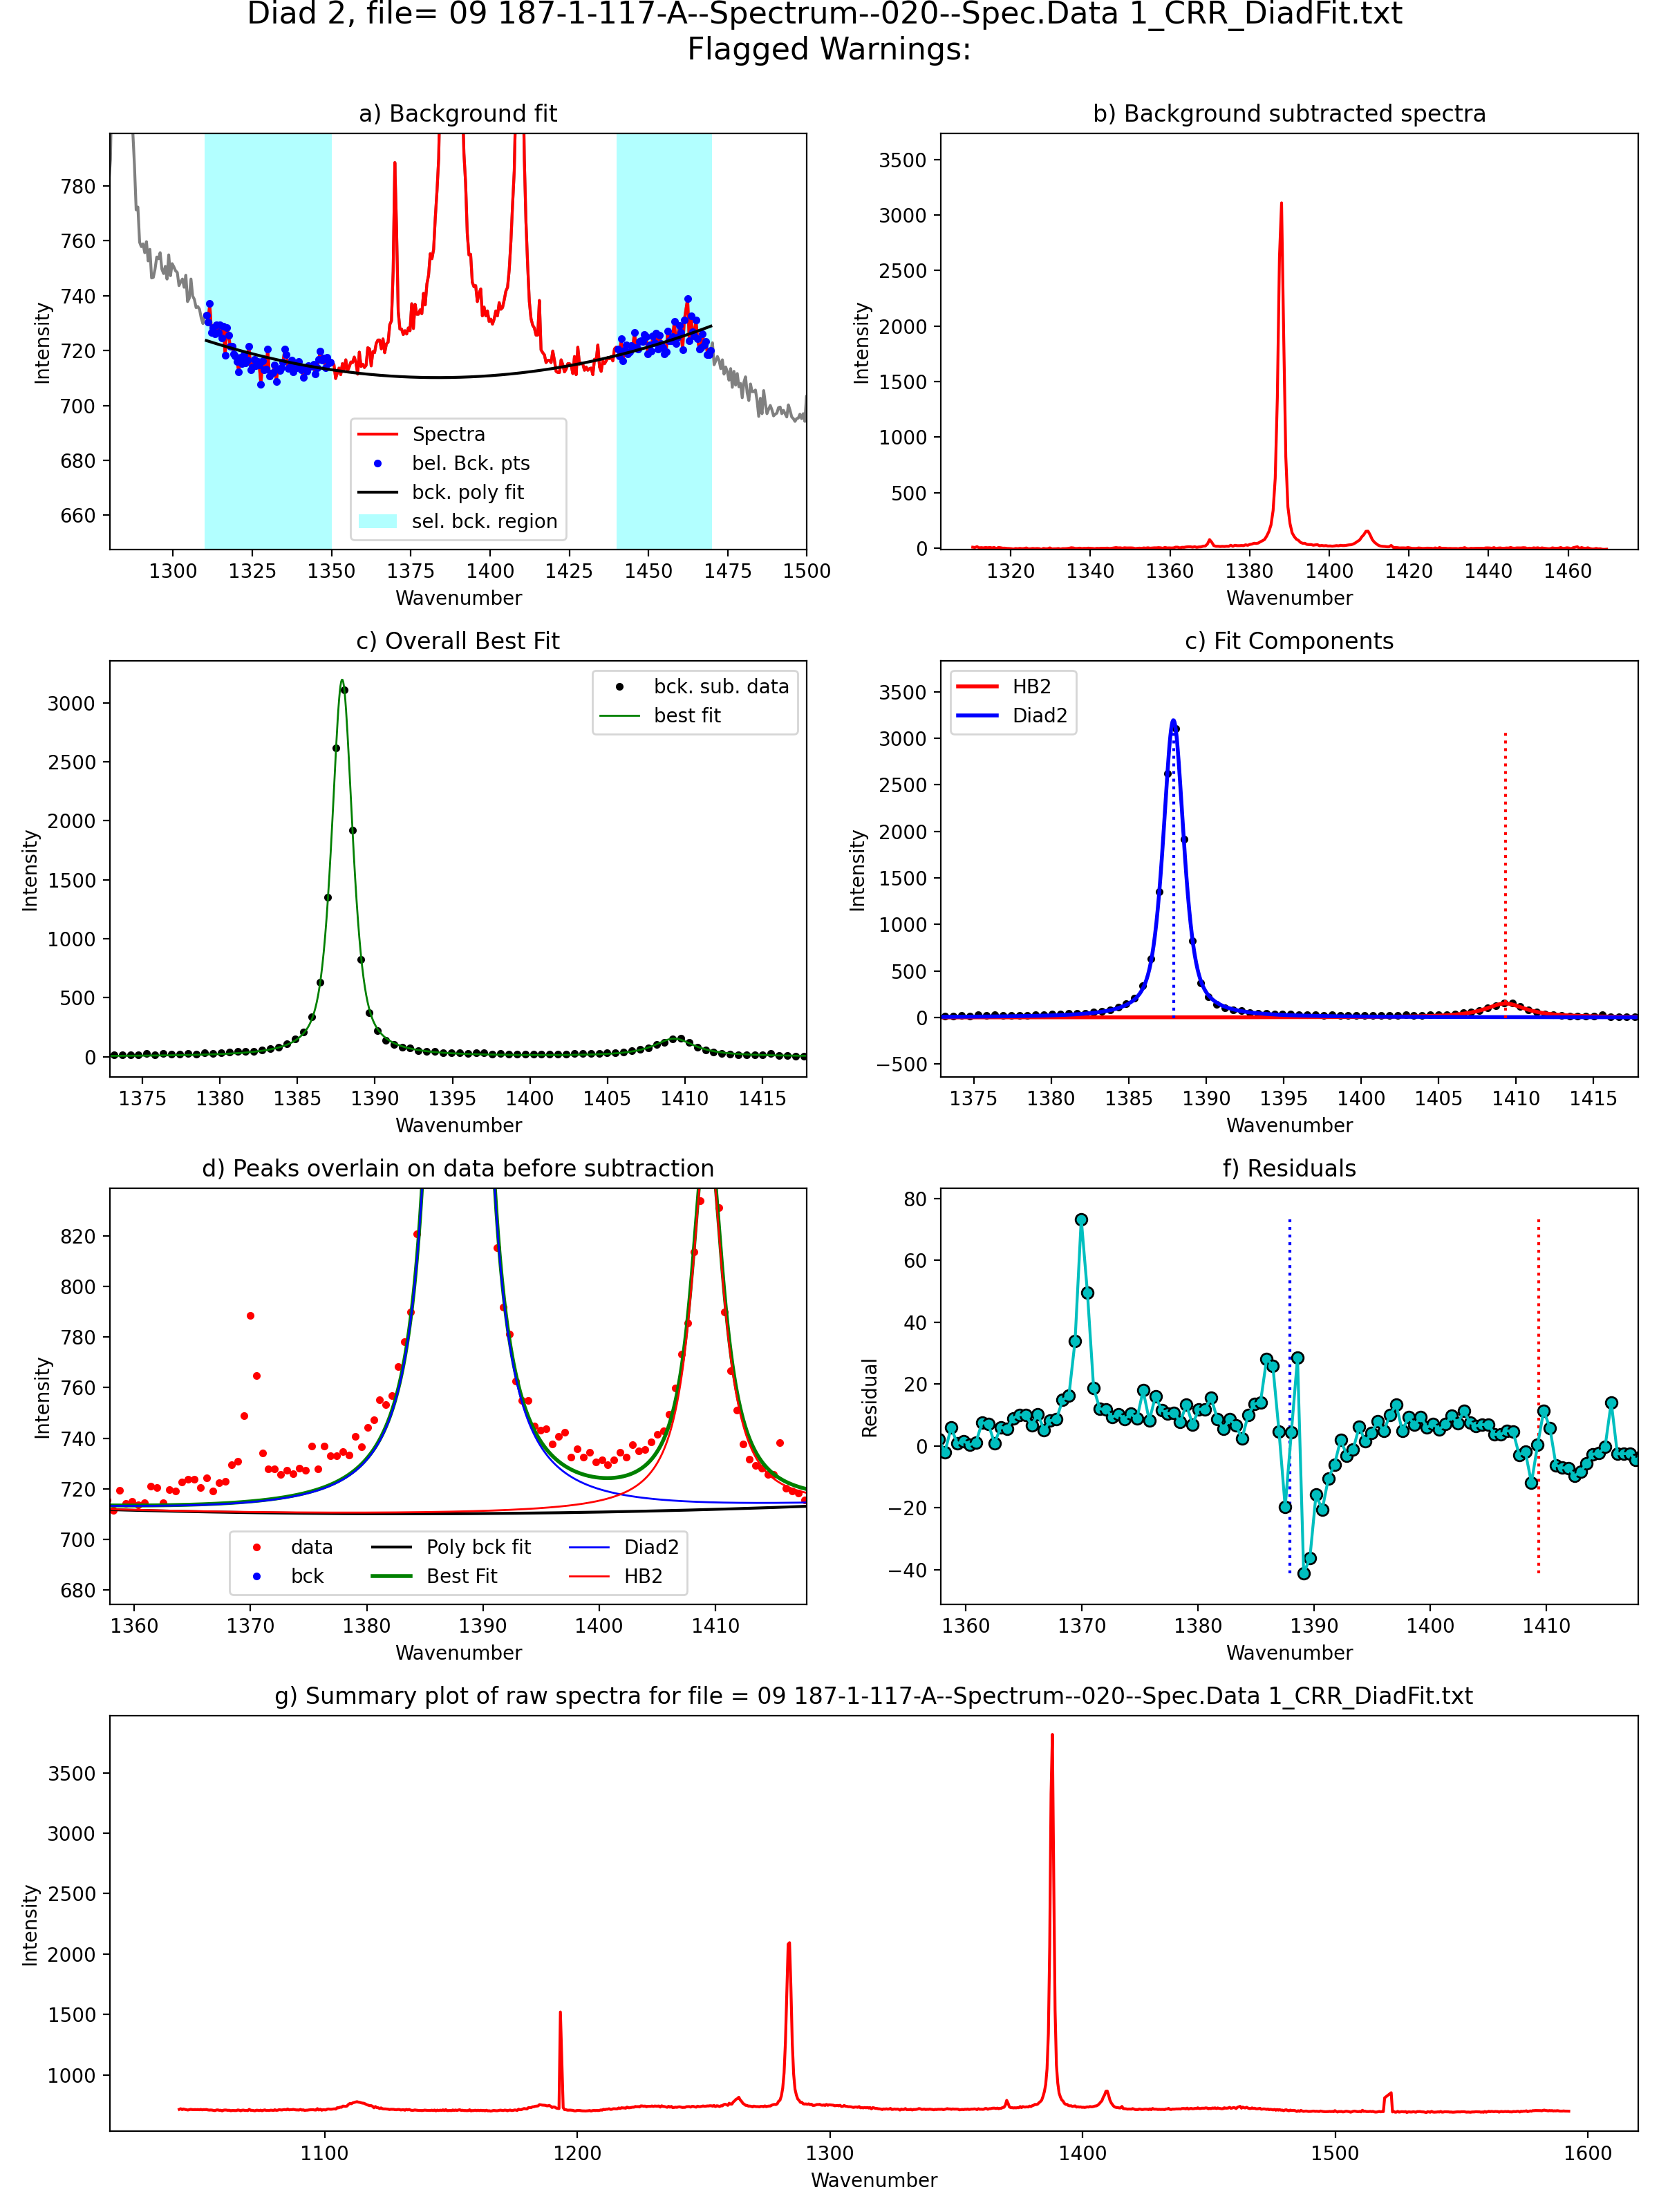 Diad 2, file= 09 187-1-117-A--Spectrum--020--Spec.Data 1_CRR_DiadFit.txt
Flagged Warnings:
a) Background fit
Intensity
780
760
740
720
700
680
660
Spectra
bel. Bck. pts
bck. poly fit
sel. bck. region
1300 1325 1350 1375 1400 1425 1450 1475 1500
Wavenumber
b) Background subtracted spectra
Intensity
3500
3000
2500
2000
1500
1000
500
0
1320 1340 1360 1380 1400 1420 1440 1460
Wavenumber
c) Overall Best Fit
Intensity
3000
2500
2000
1500
1000
500
0
bck. sub. data
best fit
1375 1380 1385 1390 1395 1400 1405 1410 1415
Wavenumber
c) Fit Components
Intensity
3500
3000
2500
2000
1500
1000
500
0
−500
HB2
Diad2
1375 1380 1385 1390 1395 1400 1405 1410 1415
Wavenumber
d) Peaks overlain on data before subtraction
Intensity
820
800
780
760
740
720
700
680
data Poly bck fit Diad2
bck Best Fit HB2
1360 1370 1380 1390 1400 1410
Wavenumber
f) Residuals
Residual
80
60
40
20
0
−20
−40
1360 1370 1380 1390 1400 1410
Wavenumber
g) Summary plot of raw spectra for file = 09 187-1-117-A--Spectrum--020--Spec.Data 1_CRR_DiadFit.txt
Intensity
3500
3000
2500
2000
1500
1000
1100 1200 1300 1400 1500 1600
Wavenumber